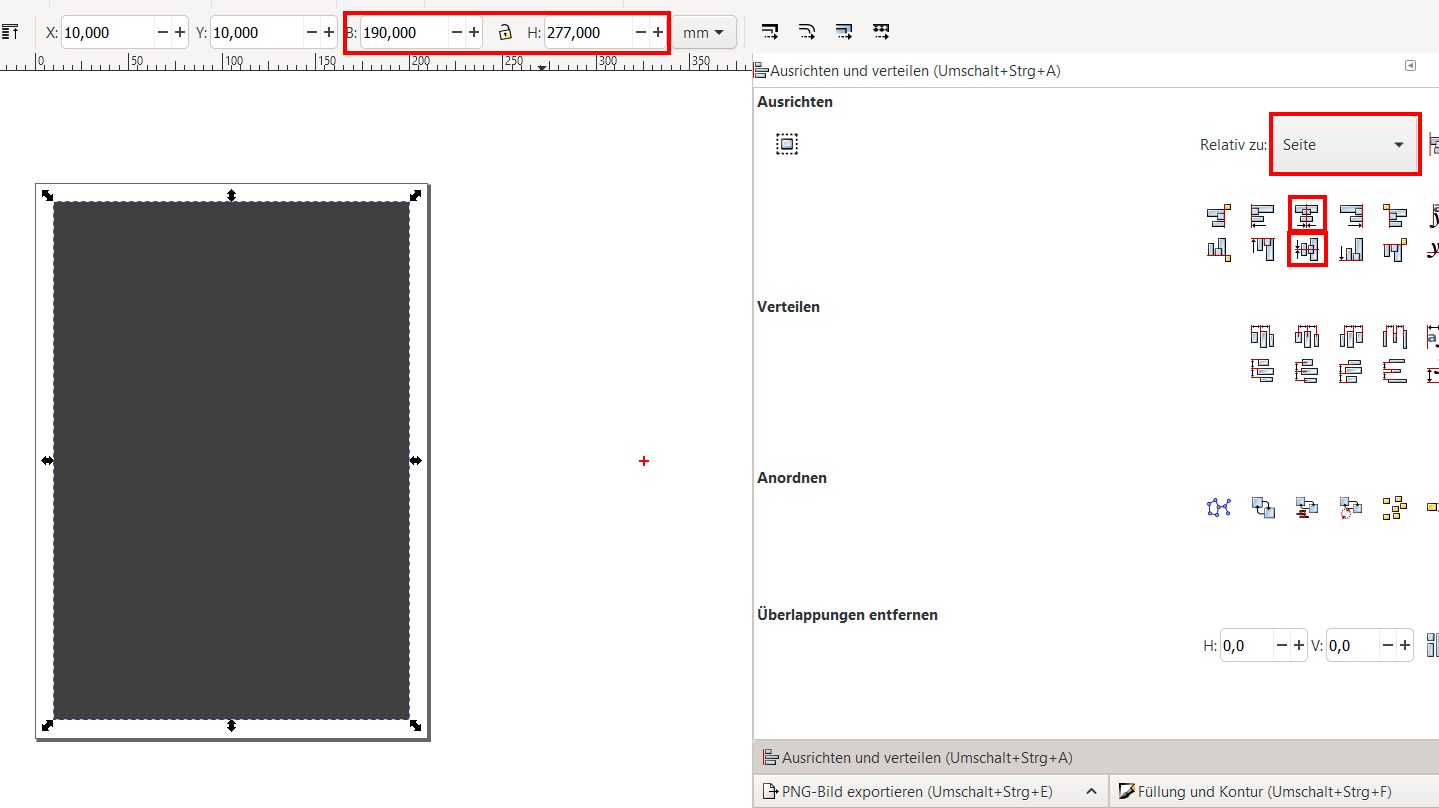 X: 10,000 Y: 10,000 B: 190,000 H: 277,000 mm
0 50 100 150 200 250 300 350
Ausrichten und verteilen (Umschalt+Strg+A)
Ausrichten
Relativ zu: Seite
Verteilen
Anordnen
Überlappungen entfernen
H: 0,0 V: 0,0
Ausrichten und verteilen (Umschalt+Strg+A)
PNG-Bild exportieren (Umschalt+Strg+E) Füllung und Kontur (Umschalt+Strg+F)